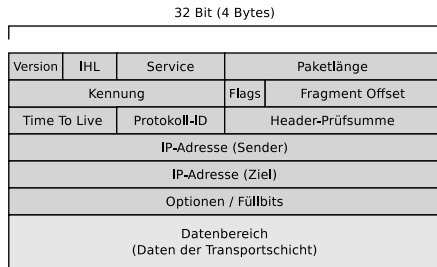 32 Bit (4 Bytes)
Version IHL Service Paketlänge
Kennung Flags Fragment Offset
Time To Live Protokoll-ID Header-Prüfsumme
IP-Adresse (Sender)
IP-Adresse (Ziel)
Optionen / Füllbits
Datenbereich
(Daten der Transportschicht)